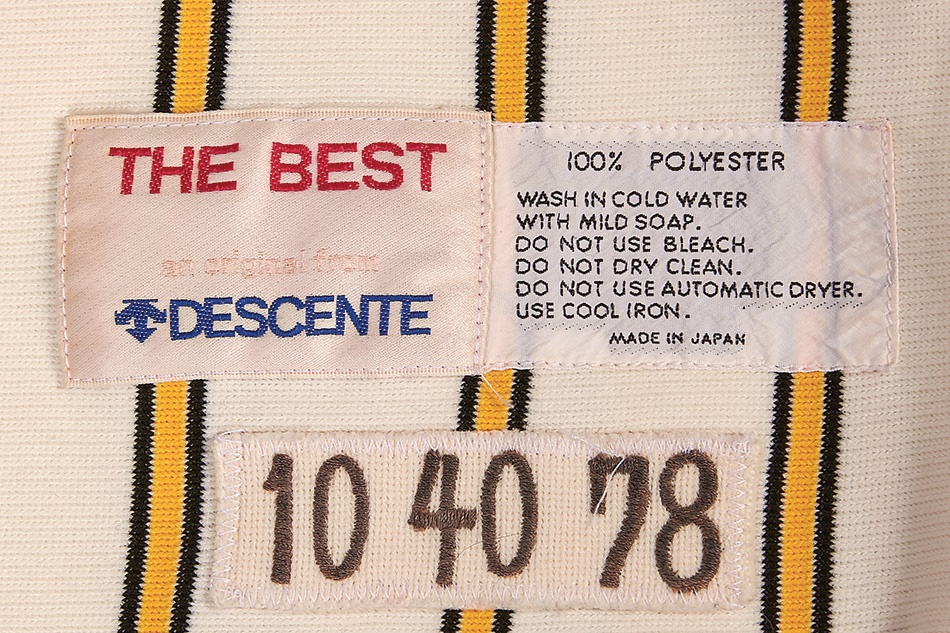 THE BEST
an original from
DESCENTE
100% POLYESTER
WASH IN COLD WATER
WITH MILD SOAP.
DO NOT USE BLEACH.
DO NOT DRY CLEAN.
DO NOT USE AUTOMATIC DRYER.
USE COOL IRON.
MADE IN JAPAN
10 40 78